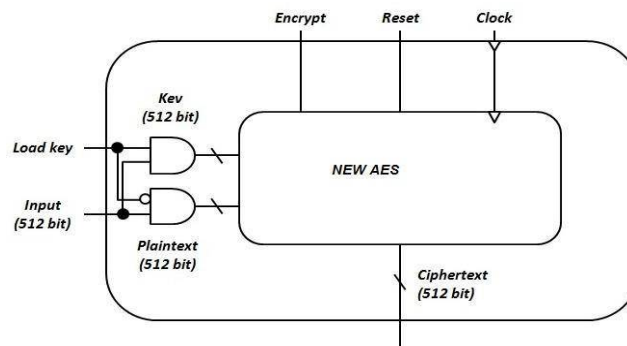 Encrypt Reset Clock
Kev
(512 bit)
Load key
NEW AES
Input
(512 bit)
Plaintext
(512 bit)
Ciphertext
(512 bit)